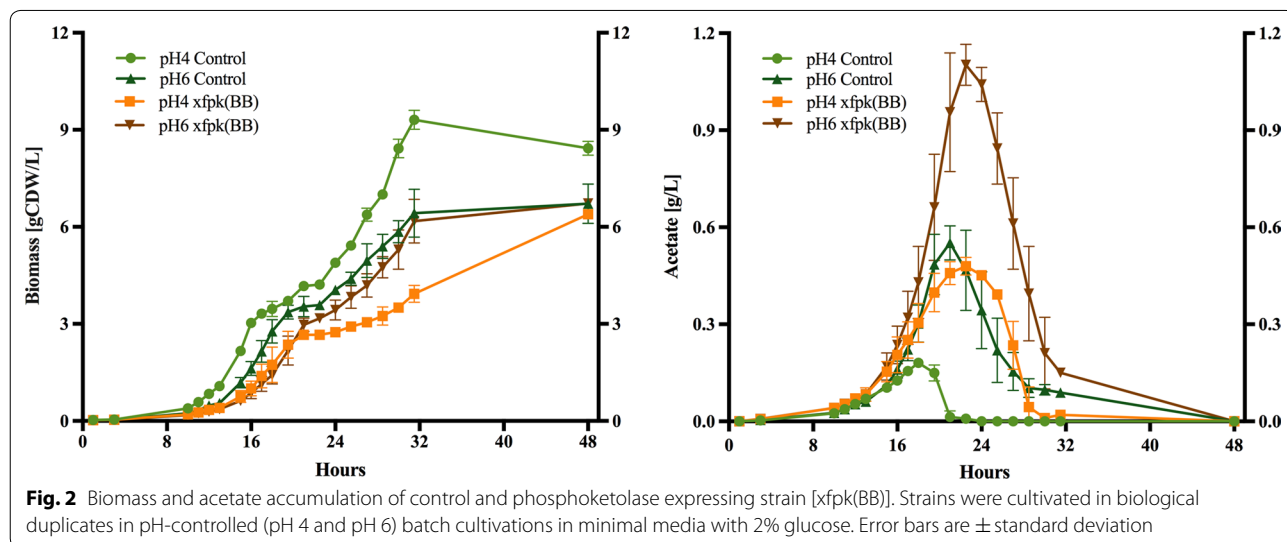 12
9
6
3
0
Biomass [gCDW/L]
pH4 Control
pH6 Control
pH4 xfpk(BB)
pH6 xfpk(BB)
12
9
6
3
0
0 8 16 24 32 40 48
Hours
1.2
0.9
0.6
0.3
0.0
Acetate [g/L]
pH4 Control
pH6 Control
pH4 xfpk(BB)
pH6 xfpk(BB)
1.2
0.9
0.6
0.3
0.0
0 8 16 24 32 40 48
Hours
Fig. 2 Biomass and acetate accumulation of control and phosphoketolase expressing strain [xfpk(BB)]. Strains were cultivated in biological
duplicates in pH-controlled (pH 4 and pH 6) batch cultivations in minimal media with 2% glucose. Error bars are ± standard deviation